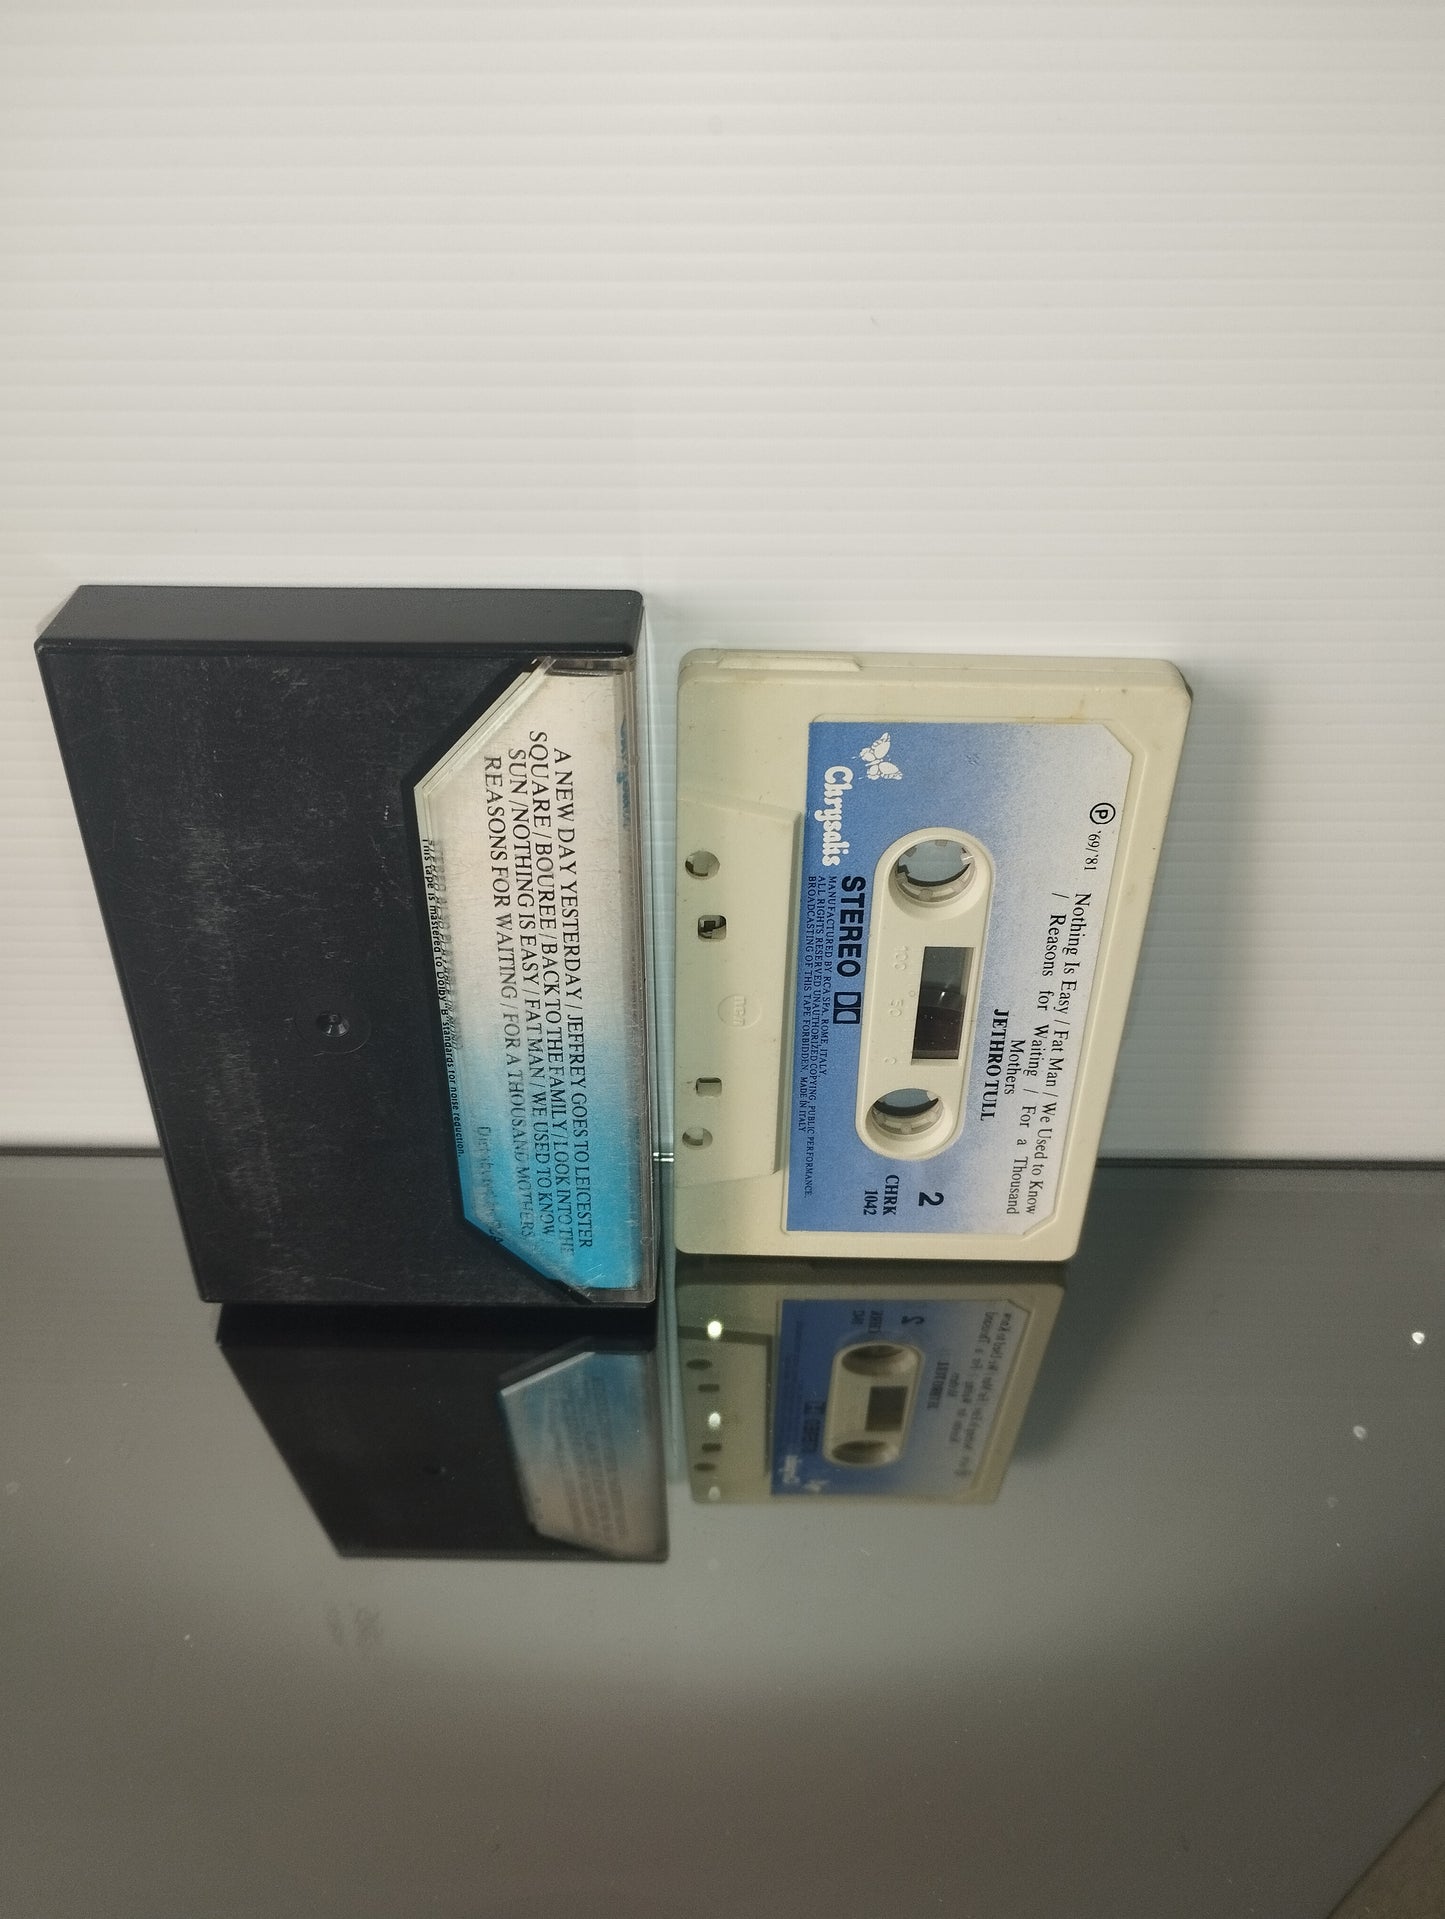 A NEW DAY YESTERDAY / JEFFREY GOES TO LEICESTER
SQUARE / BOUREE / BACK TO THE FAMILY / LOOK INTO THE
SUN / NOTHING IS EASY / FAT MAN / WE USED TO KNOW
REASONS FOR WAITING / FOR A THOUSAND MOTHERS
This tape is mastered to Dolby "B" standards for noise reduction.
Ⓟ '69/'81
Nothing Is Easy / Fat Man / We Used to Know
/ Reasons for Waiting / For a Thousand
Mothers
JETHRO TULL
100 50 0
2
CHRK
1042
Chrysalis
STEREO
MANUFACTURED BY RCA SPA, ROME, ITALY
ALL RIGHTS RESERVED UNAUTHORIZED COPYING PUBLIC PERFORMANCE,
BROADCASTING OF THIS TAPE FORBIDDEN. MADE IN ITALY